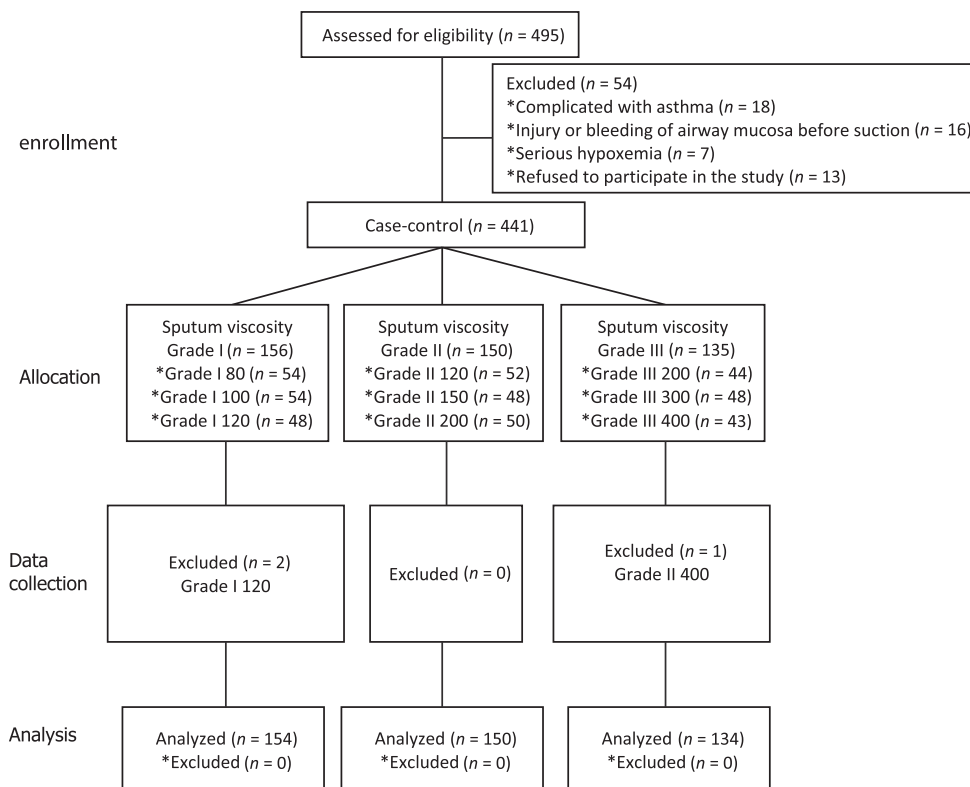 Assessed for eligibility (n = 495)
Excluded (n = 54)
*Complicated with asthma (n = 18)
*Injury or bleeding of airway mucosa before suction (n = 16)
*Serious hypoxemia (n = 7)
*Refused to participate in the study (n = 13)
enrollment
Case-control (n = 441)
Allocation
Sputum viscosity
Grade I (n = 156)
*Grade I 80 (n = 54)
*Grade I 100 (n = 54)
*Grade I 120 (n = 48)
Sputum viscosity
Grade II (n = 150)
*Grade II 120 (n = 52)
*Grade II 150 (n = 48)
*Grade II 200 (n = 50)
Sputum viscosity
Grade III (n = 135)
*Grade III 200 (n = 44)
*Grade III 300 (n = 48)
*Grade III 400 (n = 43)
Data
collection
Excluded (n = 2)
Grade I 120
Excluded (n = 0)
Excluded (n = 1)
Grade II 400
Analysis
Analyzed (n = 154)
*Excluded (n = 0)
Analyzed (n = 150)
*Excluded (n = 0)
Analyzed (n = 134)
*Excluded (n = 0)